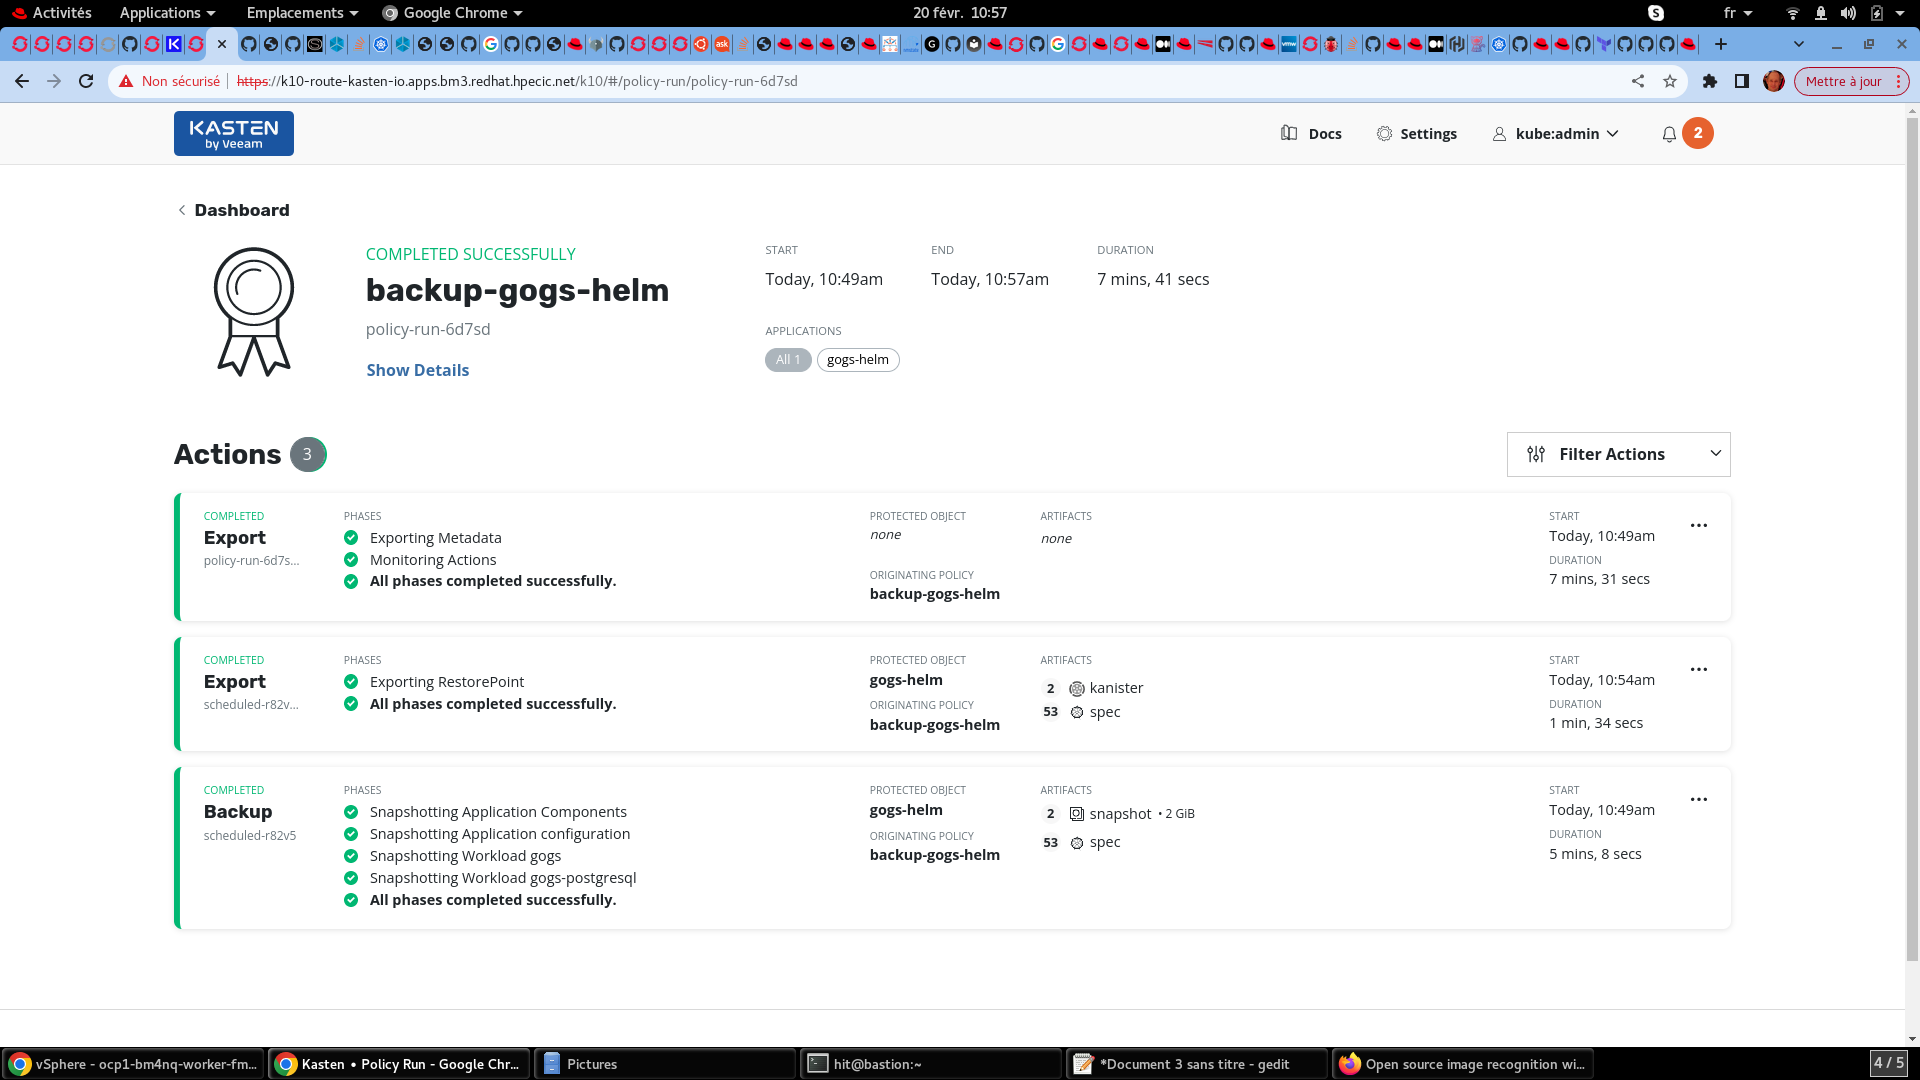 Activités Applications Emplacements Google Chrome 20 févr. 10:57 fr
Non sécurisé https://k10-route-kasten-io.apps.bm3.redhat.hpecic.net/k10/#/policy-run/policy-run-6d7sd Mettre à jour
KASTEN
by Veeam
Docs Settings kube:admin 2
Dashboard
COMPLETED SUCCESSFULLY
backup-gogs-helm
policy-run-6d7sd
Show Details
START END DURATION
Today, 10:49am Today, 10:57am 7 mins, 41 secs
APPLICATIONS
All 1 gogs-helm
Actions 3 Filter Actions
COMPLETED PHASES PROTECTED OBJECT ARTIFACTS START
Export Exporting Metadata none none Today, 10:49am
policy-run-6d7s... Monitoring Actions DURATION
All phases completed successfully. ORIGINATING POLICY 7 mins, 31 secs
backup-gogs-helm
COMPLETED PHASES PROTECTED OBJECT ARTIFACTS START
Export Exporting RestorePoint gogs-helm 2 kanister Today, 10:54am
scheduled-r82v... All phases completed successfully. ORIGINATING POLICY 53 spec DURATION
backup-gogs-helm 1 min, 34 secs
COMPLETED PHASES PROTECTED OBJECT ARTIFACTS START
Backup Snapshotting Application Components gogs-helm 2 snapshot • 2 GiB Today, 10:49am
scheduled-r82v5 Snapshotting Application configuration ORIGINATING POLICY 53 spec DURATION
Snapshotting Workload gogs backup-gogs-helm 5 mins, 8 secs
Snapshotting Workload gogs-postgresql
All phases completed successfully.
vSphere - ocp1-bm4nq-worker-fm... Kasten • Policy Run - Google Chr... Pictures hit@bastion:~ *Document 3 sans titre - gedit Open source image recognition wi... 4 / 5